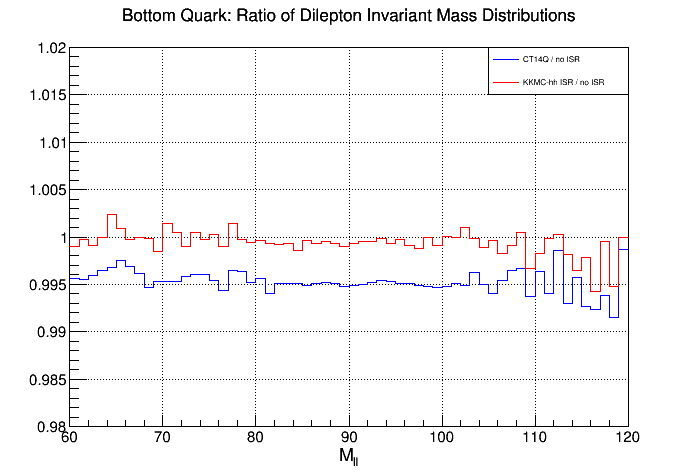 Bottom Quark: Ratio of Dilepton Invariant Mass Distributions
CT14Q / no ISR
KKMC-hh ISR / no ISR
1.02
1.015
1.01
1.005
1
0.995
0.99
0.985
0.98
60 70 80 90 100 110 120
M_ll